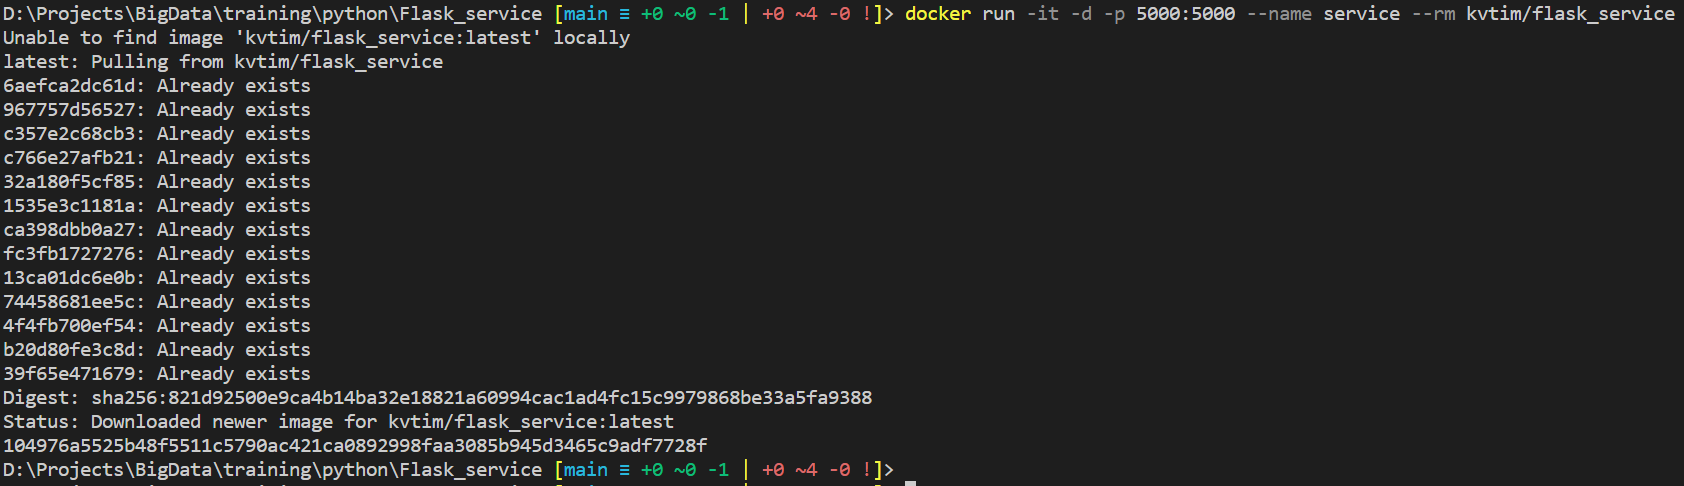 D:\Projects\BigData\training\python\Flask_service [main ≡ +0 ~0 -1 | +0 ~4 -0 !]> docker run -it -d -p 5000:5000 --name service --rm kvtim/flask_service
Unable to find image 'kvtim/flask_service:latest' locally
latest: Pulling from kvtim/flask_service
6aefca2dc61d: Already exists
967757d56527: Already exists
c357e2c68cb3: Already exists
c766e27afb21: Already exists
32a180f5cf85: Already exists
1535e3c1181a: Already exists
ca398dbb0a27: Already exists
fc3fb1727276: Already exists
13ca01dc6e0b: Already exists
74458681ee5c: Already exists
4f4fb700ef54: Already exists
b20d80fe3c8d: Already exists
39f65e471679: Already exists
Digest: sha256:821d92500e9ca4b14ba32e18821a60994cac1ad4fc15c9979868be33a5fa9388
Status: Downloaded newer image for kvtim/flask_service:latest
104976a5525b48f5511c5790ac421ca0892998faa3085b945d3465c9adf7728f
D:\Projects\BigData\training\python\Flask_service [main ≡ +0 ~0 -1 | +0 ~4 -0 !]>